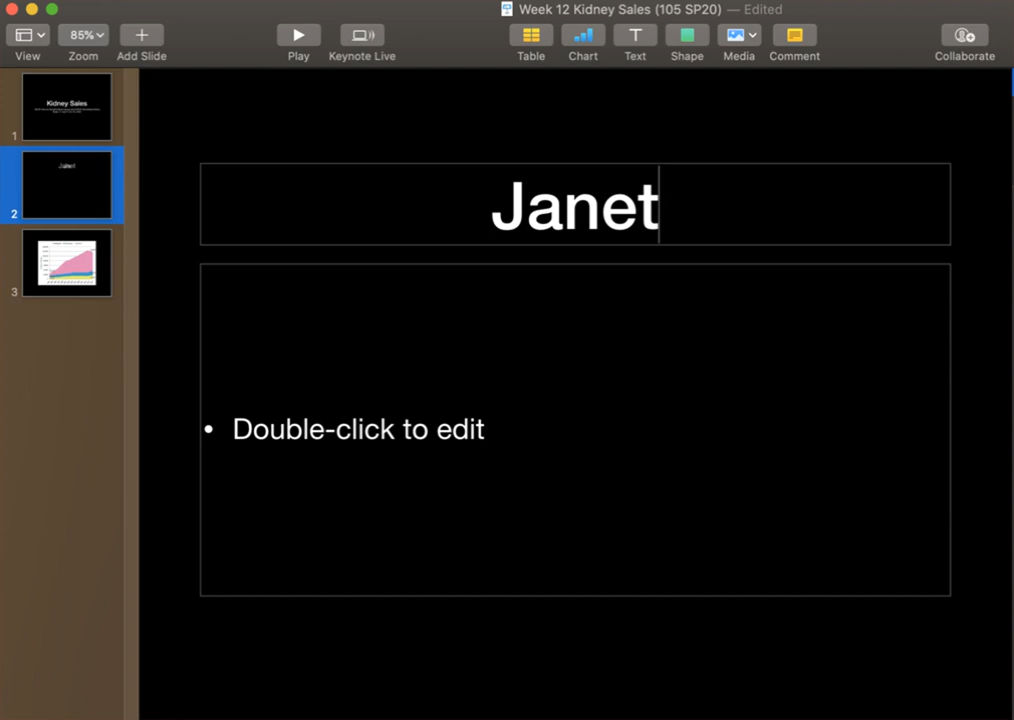 Week 12 Kidney Sales (105 SP20) — Edited
85%
View Zoom Add Slide Play Keynote Live Table Chart Text Shape Media Comment Collaborate
Kidney Sales
1
Janet
2
3
Janet
• Double-click to edit